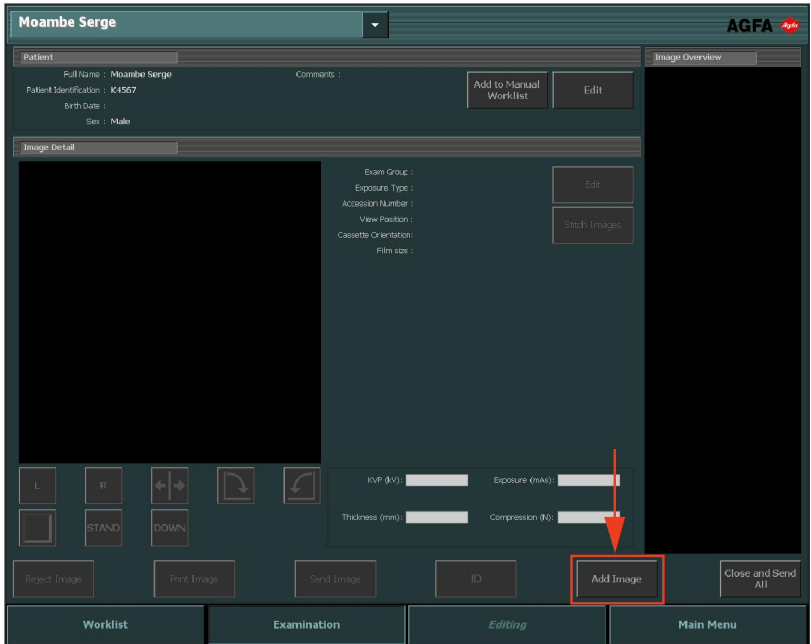 Moambe Serge
AGFA Agfa
Patient
Full Name : Moambe Serge
Patient Identification : K4567
Birth Date :
Sex : Male
Comments :
Add to Manual
Worklist
Edit
Image Overview
Image Detail
Exam Group :
Exposure Type :
Accession Number :
View Position :
Cassette Orientation:
Film size :
Edit
Stitch Images
L
R
STAND
DOWN
KVP (kV):
Exposure (mAs):
Thickness (mm):
Compression (N):
Reject Image
Print Image
Send Image
ID
Add Image
Close and Send
All
Worklist
Examination
Editing
Main Menu